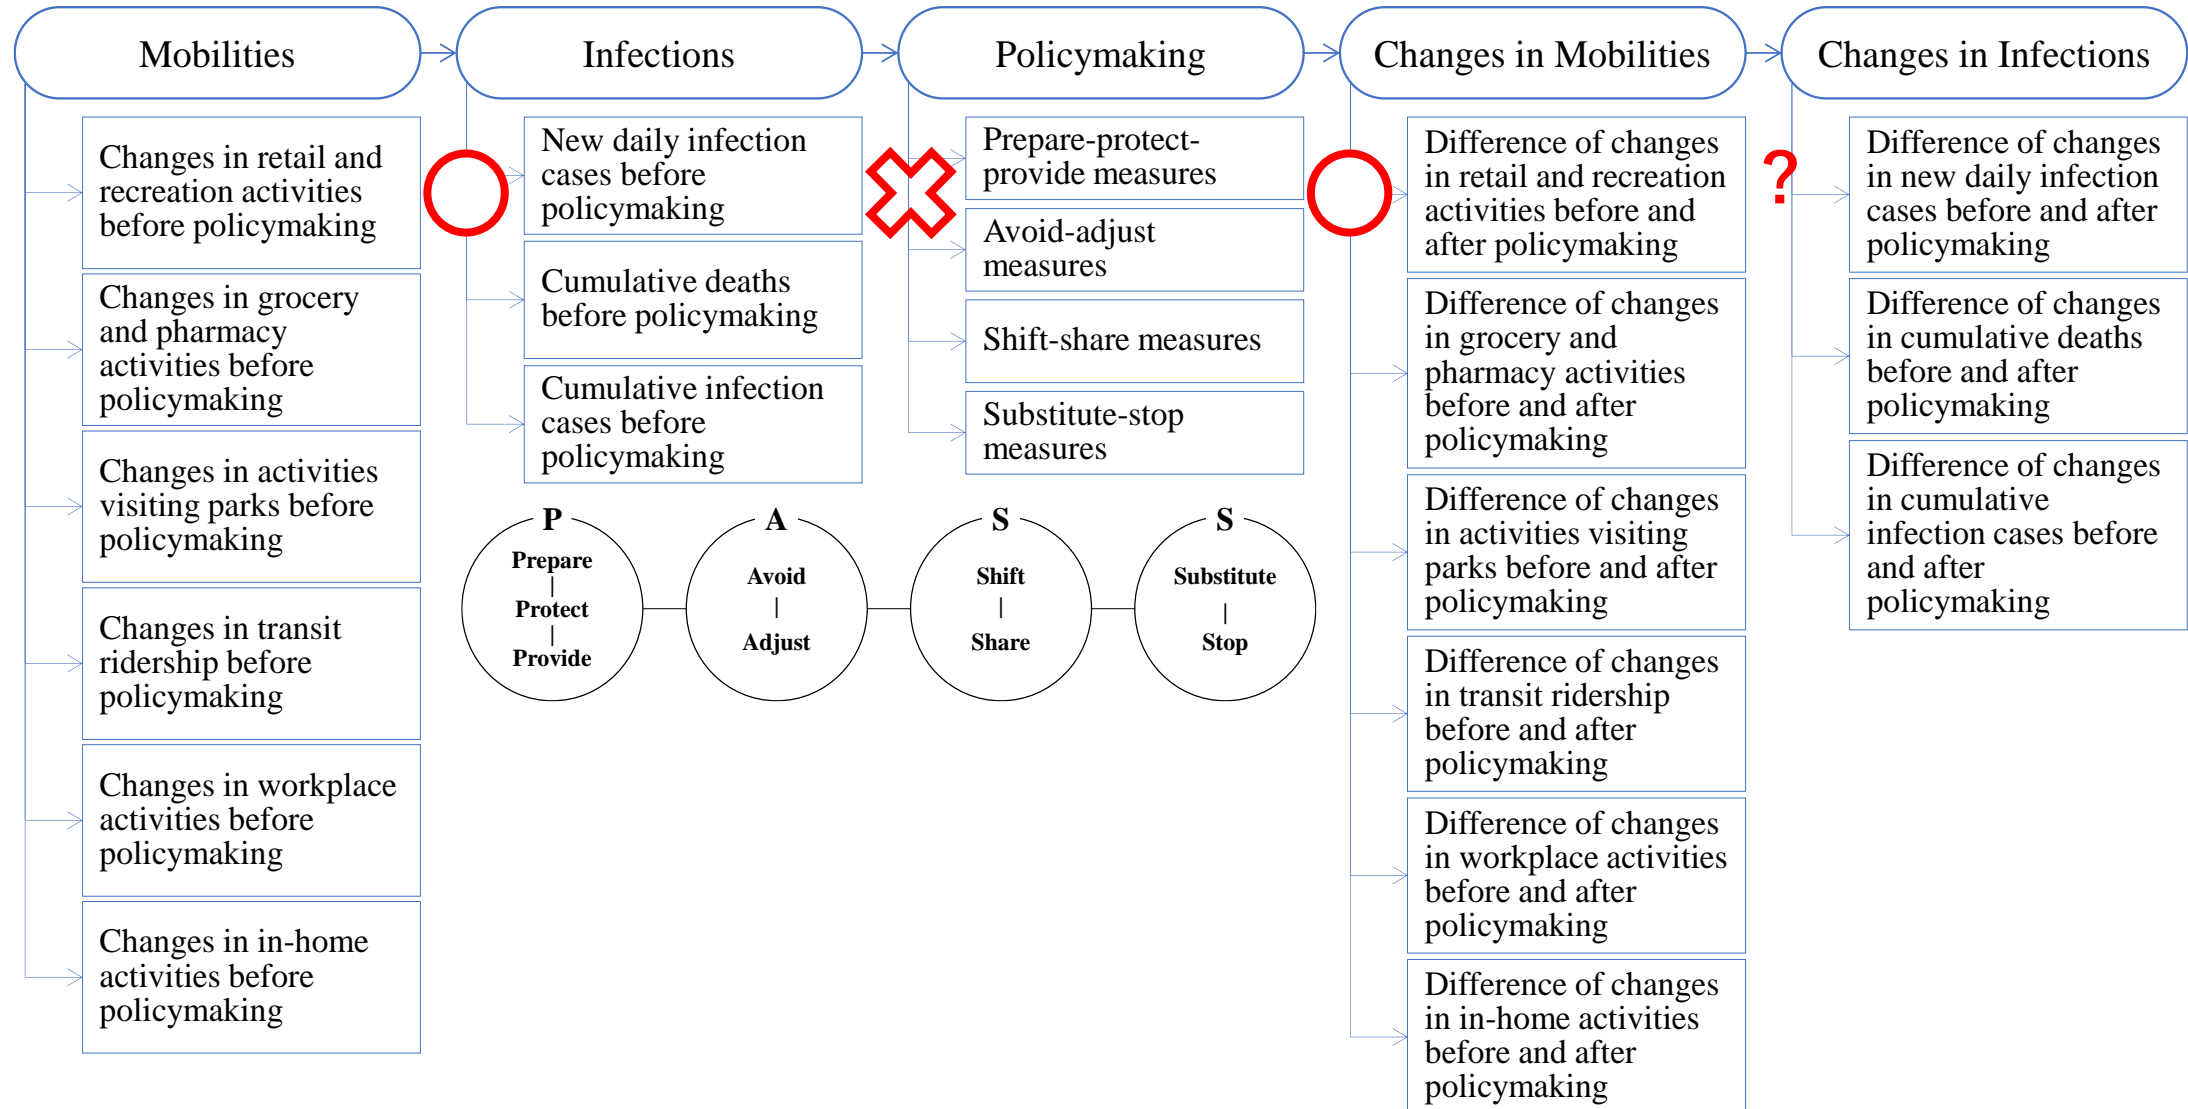 Mobilities
Changes in retail and
recreation activities
before policymaking
Changes in grocery
and pharmacy
activities before
policymaking
Changes in activities
visiting parks before
policymaking
Changes in transit
ridership before
policymaking
Changes in workplace
activities before
policymaking
Changes in in-home
activities before
policymaking
Infections
New daily infection
cases before
policymaking
Cumulative deaths
before policymaking
Cumulative infection
cases before
policymaking
Policymaking
Prepare-protect-
provide measures
Avoid-adjust
measures
Shift-share measures
Substitute-stop
measures
P
Prepare
Protect
Provide
A
Avoid
Adjust
S
Shift
Share
S
Substitute
Stop
Changes in Mobilities
Difference of changes
in retail and recreation
activities before and
after policymaking
Difference of changes
in grocery and
pharmacy activities
before and after
policymaking
Difference of changes
in activities visiting
parks before and after
policymaking
Difference of changes
in transit ridership
before and after
policymaking
Difference of changes
in workplace activities
before and after
policymaking
Difference of changes
in in-home activities
before and after
policymaking
Changes in Infections
?
Difference of changes
in new daily infection
cases before and after
policymaking
Difference of changes
in cumulative deaths
before and after
policymaking
Difference of changes
in cumulative
infection cases before
and after
policymaking